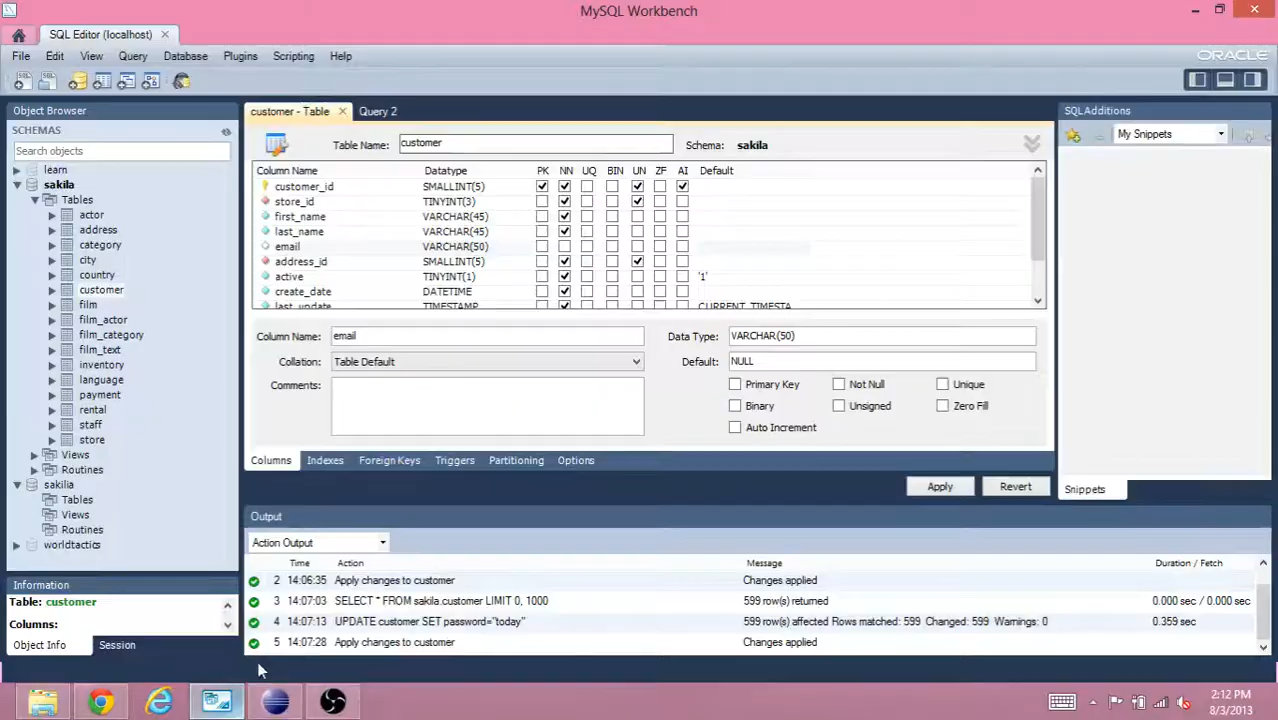 MySQL Workbench
SQL Editor (localhost)
File Edit View Query Database Plugins Scripting Help
ORACLE
Object Browser
SCHEMAS
Search objects
learn
sakila
Tables
actor
address
category
city
country
customer
film
film_actor
film_category
film_text
inventory
language
payment
rental
staff
store
Views
Routines
sakilia
Tables
Views
Routines
worldtactics
Information
Table: customer
Columns:
Object Info Session
customer - Table Query 2
Table Name: customer Schema: sakila
Column Name Datatype PK NN UQ BIN UN ZF AI Default
customer_id SMALLINT(5)
store_id TINYINT(3)
first_name VARCHAR(45)
last_name VARCHAR(45)
email VARCHAR(50)
address_id SMALLINT(5)
active TINYINT(1) '1'
create_date DATETIME
last_update TIMESTAMP CURRENT_TIMESTA
Column Name: email Data Type: VARCHAR(50)
Collation: Table Default Default: NULL
Comments: Primary Key Not Null Unique
Binary Unsigned Zero Fill
Auto Increment
Columns Indexes Foreign Keys Triggers Partitioning Options
Apply Revert
Output
Action Output
Time Action Message Duration / Fetch
2 14:06:35 Apply changes to customer Changes applied
3 14:07:03 SELECT * FROM sakila.customer LIMIT 0, 1000 599 row(s) returned 0.000 sec / 0.000 sec
4 14:07:13 UPDATE customer SET password="today" 599 row(s) affected Rows matched: 599 Changed: 599 Warnings: 0 0.359 sec
5 14:07:28 Apply changes to customer Changes applied
SQL Additions
My Snippets
Snippets
2:12 PM
8/3/2013